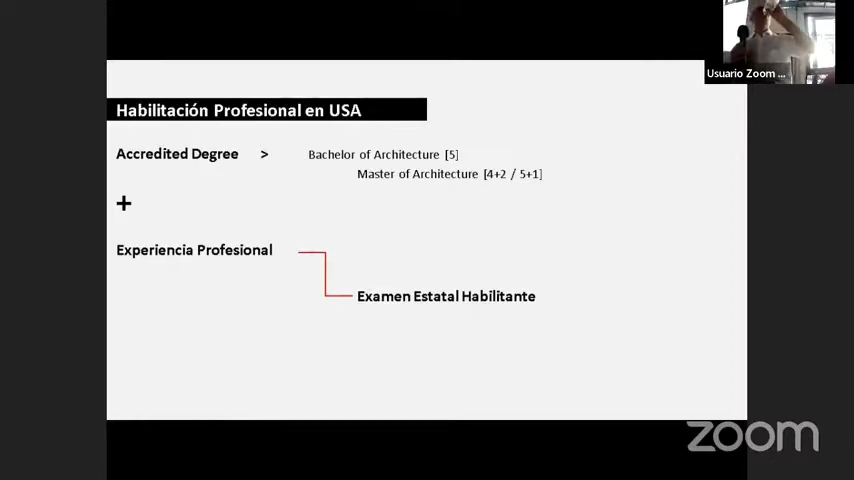 Usuario Zoom ...
Habilitación Profesional en USA
Accredited Degree > Bachelor of Architecture [5]
Master of Architecture [4+2 / 5+1]
+
Experiencia Profesional
Examen Estatal Habilitante
zoom